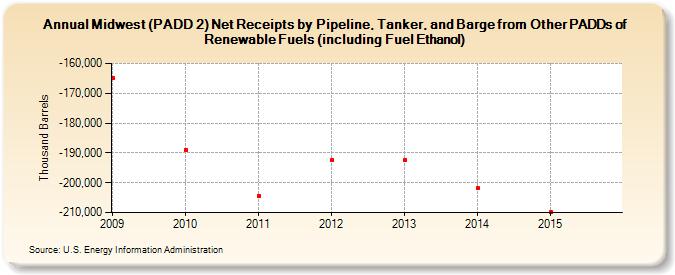 Annual Midwest (PADD 2) Net Receipts by Pipeline, Tanker, and Barge from Other PADDs of
Renewable Fuels (including Fuel Ethanol)
Thousand Barrels
-160,000
-170,000
-180,000
-190,000
-200,000
-210,000
2009 2010 2011 2012 2013 2014 2015
Source: U.S. Energy Information Administration